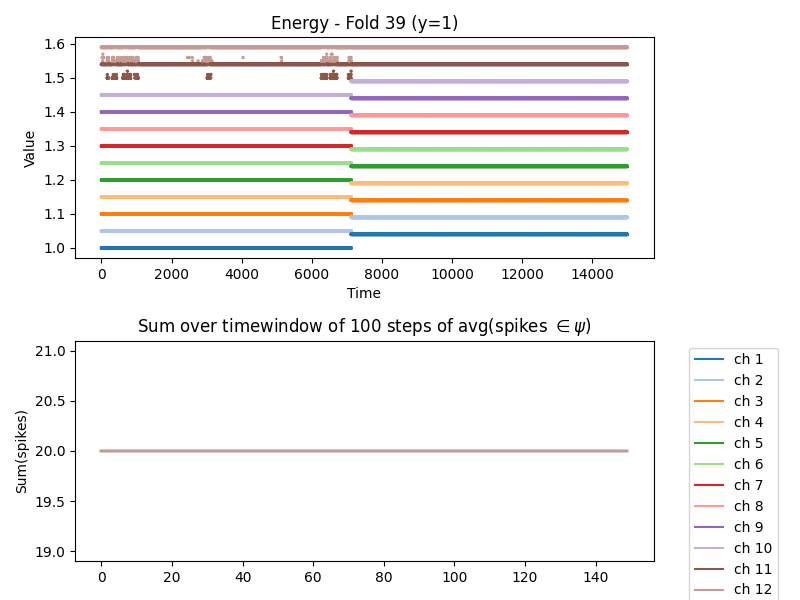 Energy - Fold 39 (y=1)
1.6
1.5
1.4
1.3
1.2
1.1
1.0
Value
0 2000 4000 6000 8000 10000 12000 14000
Time
Sum over timewindow of 100 steps of avg(spikes ∈ ψ)
21.0
20.5
20.0
19.5
19.0
Sum(spikes)
0 20 40 60 80 100 120 140
ch 1
ch 2
ch 3
ch 4
ch 5
ch 6
ch 7
ch 8
ch 9
ch 10
ch 11
ch 12